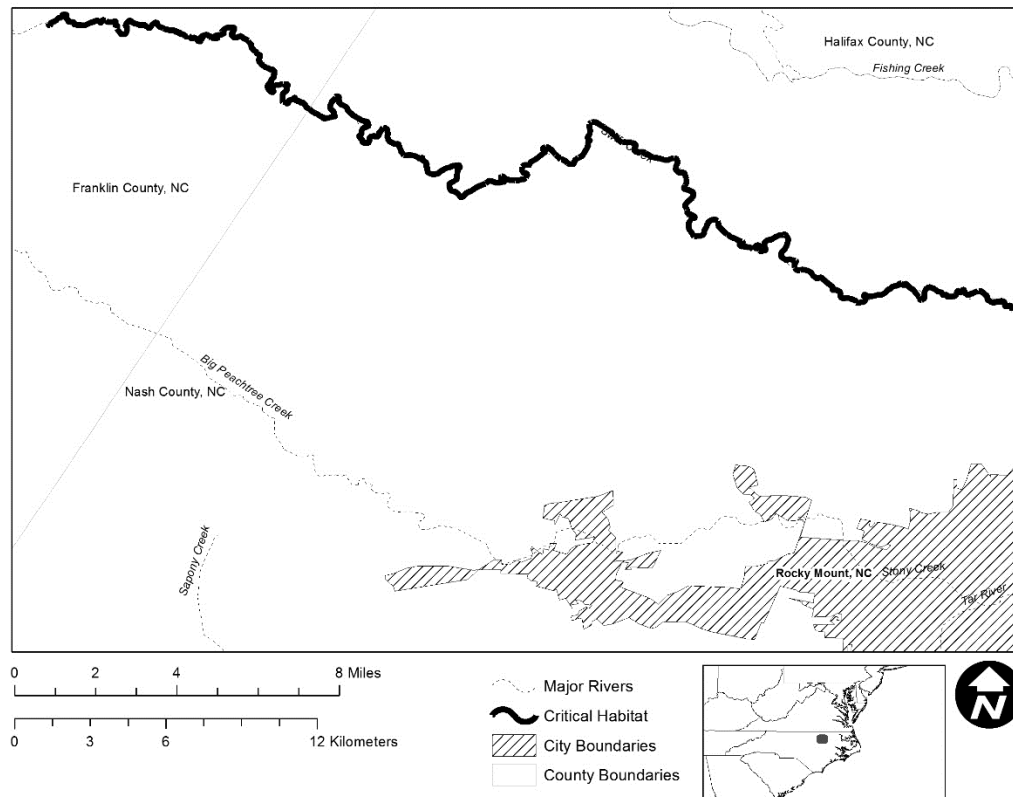 Halifax County, NC
Fishing Creek
Franklin County, NC
Big Peachtree Creek
Nash County, NC
Sapony Creek
Rocky Mount, NC
Stony Creek
Tar River
0 2 4 8 Miles
0 3 6 12 Kilometers
Major Rivers
Critical Habitat
City Boundaries
County Boundaries
N